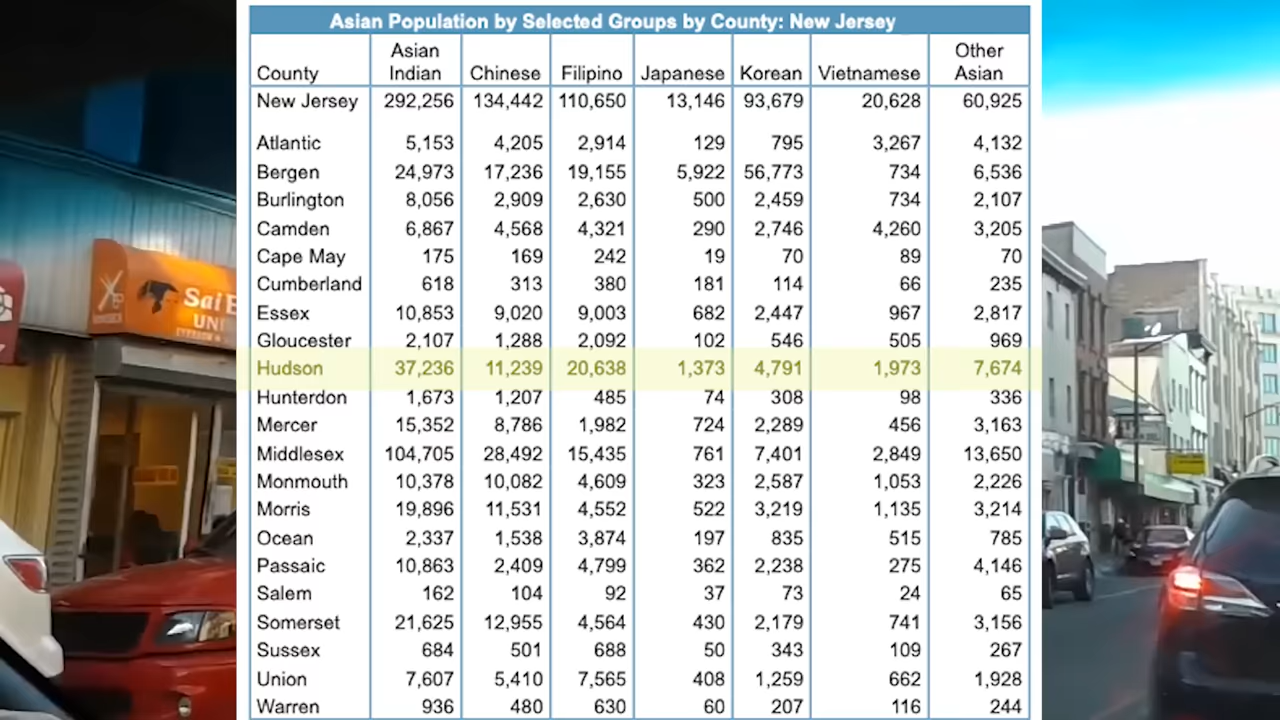 Asian Population by Selected Groups by County: New Jersey
County Asian Indian Chinese Filipino Japanese Korean Vietnamese Other Asian
New Jersey 292,256 134,442 110,650 13,146 93,679 20,628 60,925
Atlantic 5,153 4,205 2,914 129 795 3,267 4,132
Bergen 24,973 17,236 19,155 5,922 56,773 734 6,536
Burlington 8,056 2,909 2,630 500 2,459 734 2,107
Camden 6,867 4,568 4,321 290 2,746 4,260 3,205
Cape May 175 169 242 19 70 89 70
Cumberland 618 313 380 181 114 66 235
Essex 10,853 9,020 9,003 682 2,447 967 2,817
Gloucester 2,107 1,288 2,092 102 546 505 969
Hudson 37,236 11,239 20,638 1,373 4,791 1,973 7,674
Hunterdon 1,673 1,207 485 74 308 98 336
Mercer 15,352 8,786 1,982 724 2,289 456 3,163
Middlesex 104,705 28,492 15,435 761 7,401 2,849 13,650
Monmouth 10,378 10,082 4,609 323 2,587 1,053 2,226
Morris 19,896 11,531 4,552 522 3,219 1,135 3,214
Ocean 2,337 1,538 3,874 197 835 515 785
Passaic 10,863 2,409 4,799 362 2,238 275 4,146
Salem 162 104 92 37 73 24 65
Somerset 21,625 12,955 4,564 430 2,179 741 3,156
Sussex 684 501 688 50 343 109 267
Union 7,607 5,410 7,565 408 1,259 662 1,928
Warren 936 480 630 60 207 116 244
Sai
UNI